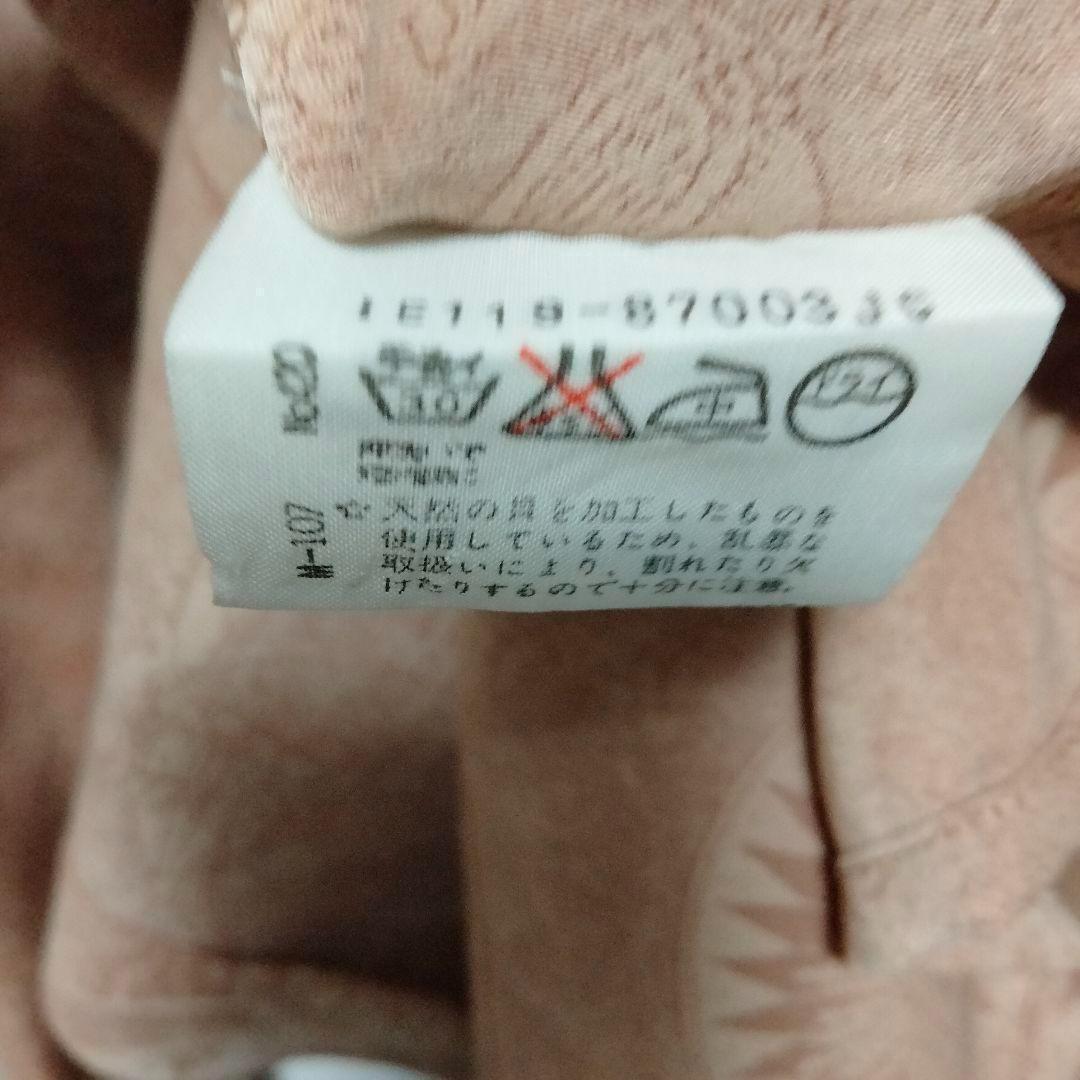 手洗イ
30
中
ドライ
☆天然の貝を加工したものを
使用しているため、乱暴な
取扱いにより、割れたり欠
けたりするので十分に注意。
No220
M-107